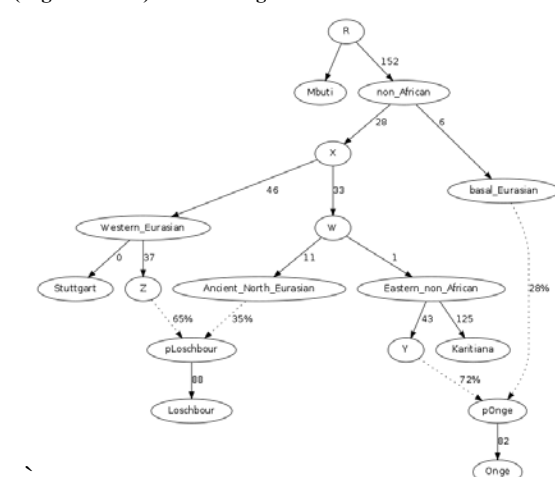 R
152
Mbuti
non_African
28
6
X
46
33
basal_Eurasian
Western_Eurasian
W
0
37
11
1
Stuttgart
Z
Ancient_North_Eurasian
Eastern_non_African
28%
65%
35%
43
125
pLoschbour
Y
Karitiana
88
72%
Loschbour
pOnge
82
Onge